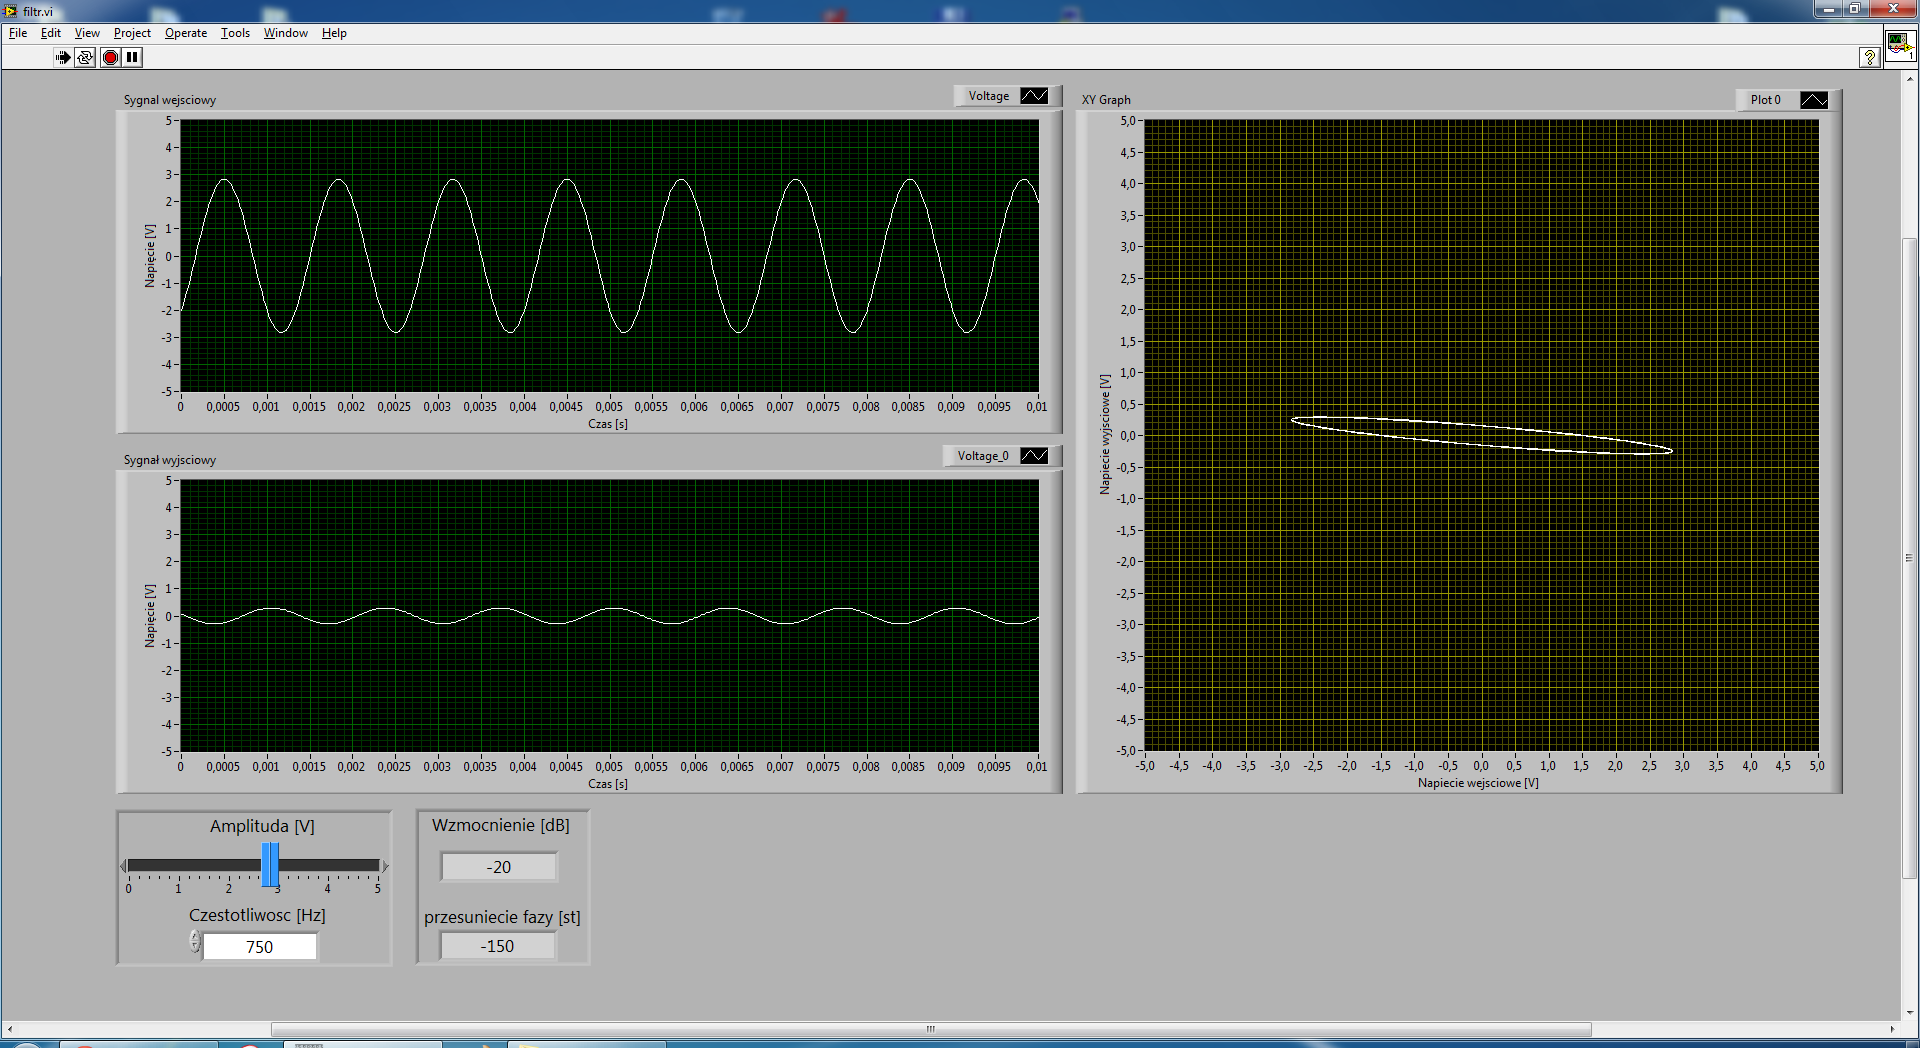 filtr.vi
File Edit View Project Operate Tools Window Help
Sygnal wejsciowy
Voltage
5
4
3
2
1
0
-1
-2
-3
-4
-5
Napięcie [V]
0 0,0005 0,001 0,0015 0,002 0,0025 0,003 0,0035 0,004 0,0045 0,005 0,0055 0,006 0,0065 0,007 0,0075 0,008 0,0085 0,009 0,0095 0,01
Czas [s]
Sygnał wyjsciowy
Voltage_0
5
4
3
2
1
0
-1
-2
-3
-4
-5
Napięcie [V]
0 0,0005 0,001 0,0015 0,002 0,0025 0,003 0,0035 0,004 0,0045 0,005 0,0055 0,006 0,0065 0,007 0,0075 0,008 0,0085 0,009 0,0095 0,01
Czas [s]
XY Graph
Plot 0
5,0
4,5
4,0
3,5
3,0
2,5
2,0
1,5
1,0
0,5
0,0
-0,5
-1,0
-1,5
-2,0
-2,5
-3,0
-3,5
-4,0
-4,5
-5,0
Napiecie wyjsciowe [V]
-5,0 -4,5 -4,0 -3,5 -3,0 -2,5 -2,0 -1,5 -1,0 -0,5 0,0 0,5 1,0 1,5 2,0 2,5 3,0 3,5 4,0 4,5 5,0
Napiecie wejsciowe [V]
Amplituda [V]
0 1 2 3 4 5
Czestotliwosc [Hz]
750
Wzmocnienie [dB]
-20
przesuniecie fazy [st]
-150